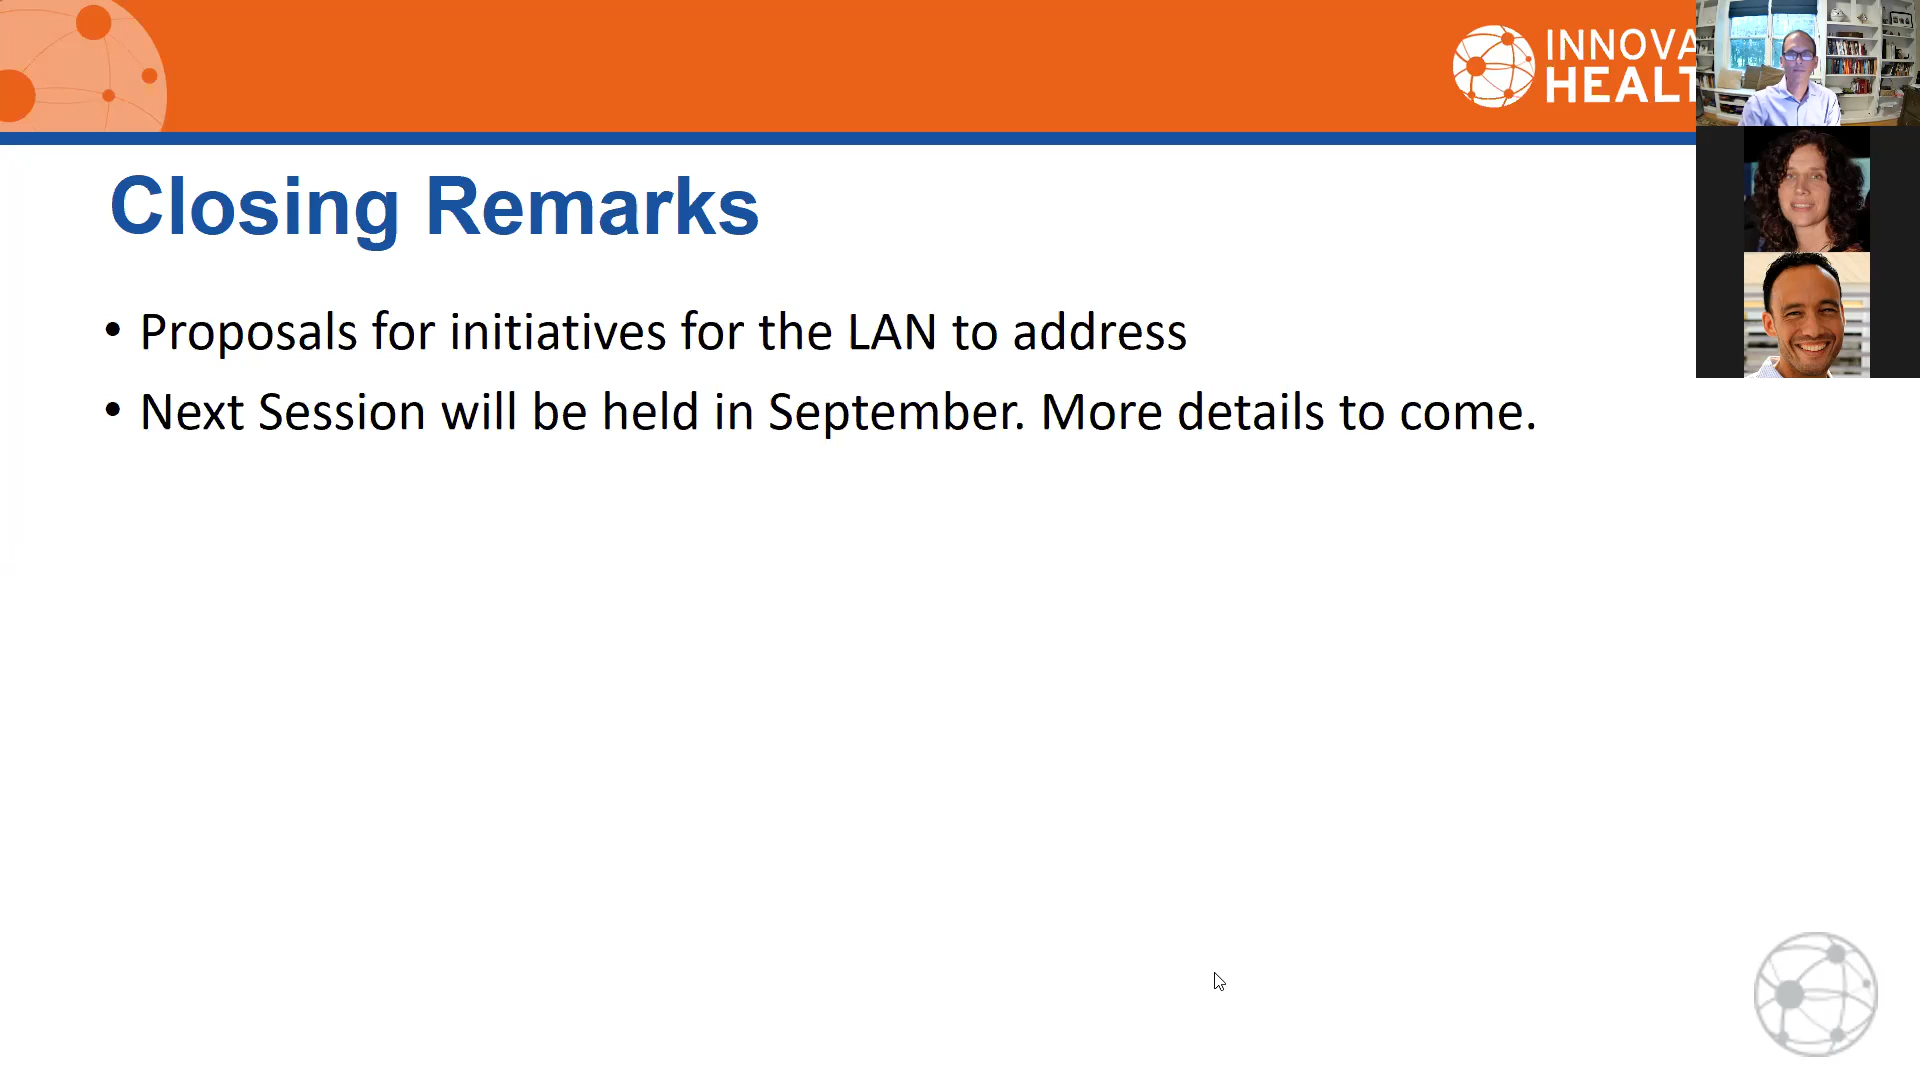 INNOVA
HEALT
Closing Remarks
• Proposals for initiatives for the LAN to address
• Next Session will be held in September. More details to come.